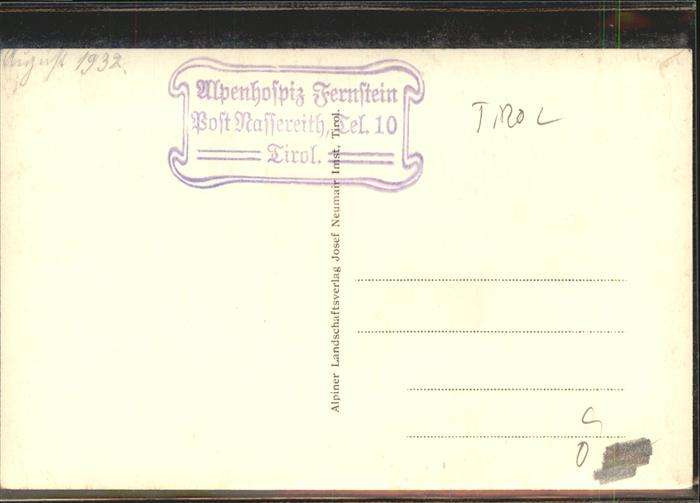 August 1932.
Alpenhospiz Fernstein
Post Nassereith, Tel. 10
Tirol.
TIROL
Alpiner Landschaftsverlag Josef Neumair Imst, Tirol.